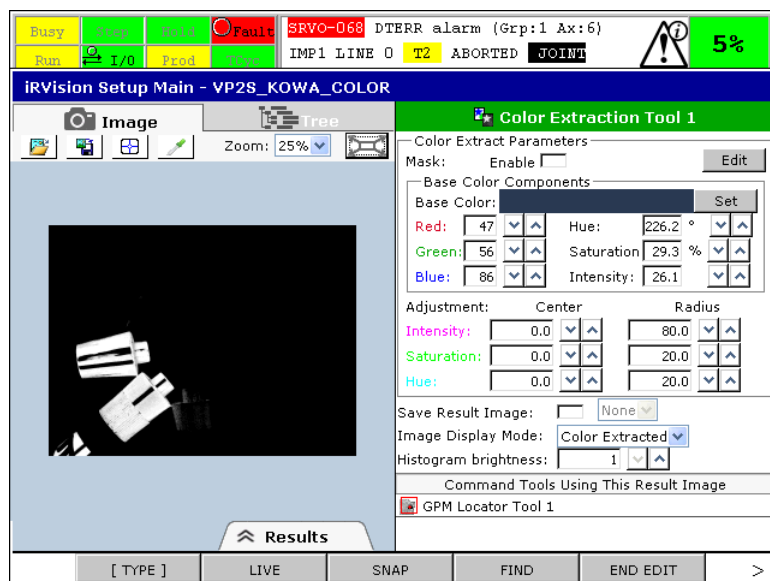 Busy Step Hold Fault SRVO-068 DTERR alarm (Grp:1 Ax:6)
Run I/O Prod TCyc IMP1 LINE 0 T2 ABORTED JOINT 5%
iRVision Setup Main - VP2S_KOWA_COLOR
Image Tree Color Extraction Tool 1
Zoom: 25%
Color Extract Parameters
Mask: Enable Edit
Base Color Components
Base Color: Set
Red: 47 Hue: 226.2 °
Green: 56 Saturation 29.3 %
Blue: 86 Intensity: 26.1
Adjustment: Center Radius
Intensity: 0.0 80.0
Saturation: 0.0 20.0
Hue: 0.0 20.0
Save Result Image: None
Image Display Mode: Color Extracted
Histogram brightness: 1
Command Tools Using This Result Image
GPM Locator Tool 1
Results
[ TYPE ] LIVE SNAP FIND END EDIT >